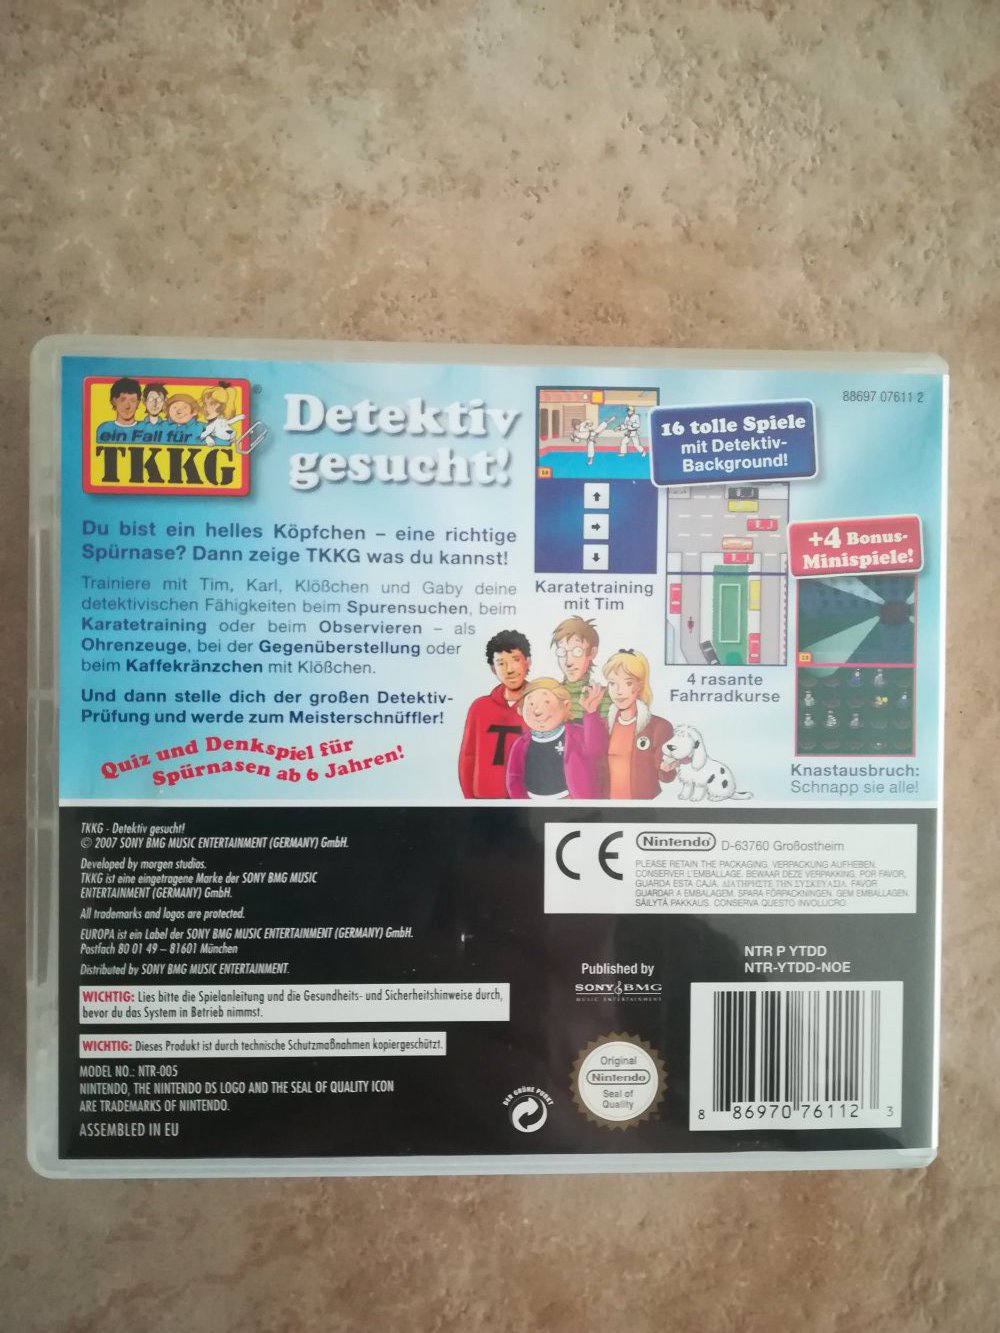 ein Fall für
TKKG
®
Detektiv
gesucht!
88697 07611 2
16 tolle Spiele
mit Detektiv-
Background!
+4 Bonus-
Minispiele!
Du bist ein helles Köpfchen – eine richtige
Spürnase? Dann zeige TKKG was du kannst!
Trainiere mit Tim, Karl, Klößchen und Gaby deine
detektivischen Fähigkeiten beim Spurensuchen, beim
Karatetraining oder beim Observieren – als
Ohrenzeuge, bei der Gegenüberstellung oder
beim Kaffekränzchen mit Klößchen.
Und dann stelle dich der großen Detektiv-
Prüfung und werde zum Meisterschnüffler!
Quiz und Denkspiel für
Spürnasen ab 6 Jahren!
Karatetraining
mit Tim
4 rasante
Fahrradkurse
Knastausbruch:
Schnapp sie alle!
T
TKKG - Detektiv gesucht!
© 2007 SONY BMG MUSIC ENTERTAINMENT (GERMANY) GmbH.
Developed by morgen studios.
TKKG ist eine eingetragene Marke der SONY BMG MUSIC
ENTERTAINMENT (GERMANY) GmbH.
All trademarks and logos are protected.
EUROPA ist ein Label der SONY BMG MUSIC ENTERTAINMENT (GERMANY) GmbH.
Postfach 80 01 49 – 81601 München
Distributed by SONY BMG MUSIC ENTERTAINMENT.
WICHTIG: Lies bitte die Spielanleitung und die Gesundheits- und Sicherheitshinweise durch,
bevor du das System in Betrieb nimmst.
WICHTIG: Dieses Produkt ist durch technische Schutzmaßnahmen kopiergeschützt.
MODEL NO.: NTR-005
NINTENDO, THE NINTENDO DS LOGO AND THE SEAL OF QUALITY ICON
ARE TRADEMARKS OF NINTENDO.
ASSEMBLED IN EU
CE
Nintendo® D-63760 Großostheim
PLEASE RETAIN THE PACKAGING. VERPACKUNG AUFHEBEN.
CONSERVER L'EMBALLAGE. BEWAAR DEZE VERPAKKING. POR FAVOR,
GUARDA ESTA CAJA. ΔΙΑΤΗΡΗΣΤΕ ΤΗΝ ΣΥΣΚΕΥΑΣΙΑ. FAVOR
GUARDAR A EMBALAGEM. SPARA FÖRPACKNINGEN. GEM EMBALLAGEN.
SÄILYTÄ PAKKAUS. CONSERVA QUESTO INVOLUCRO.
NTR P YTDD
NTR-YTDD-NOE
Published by
SONY BMG
MUSIC ENTERTAINMENT
DER GRÜNE PUNKT
Original
Nintendo
Seal of
Quality
8 86970 76112 3